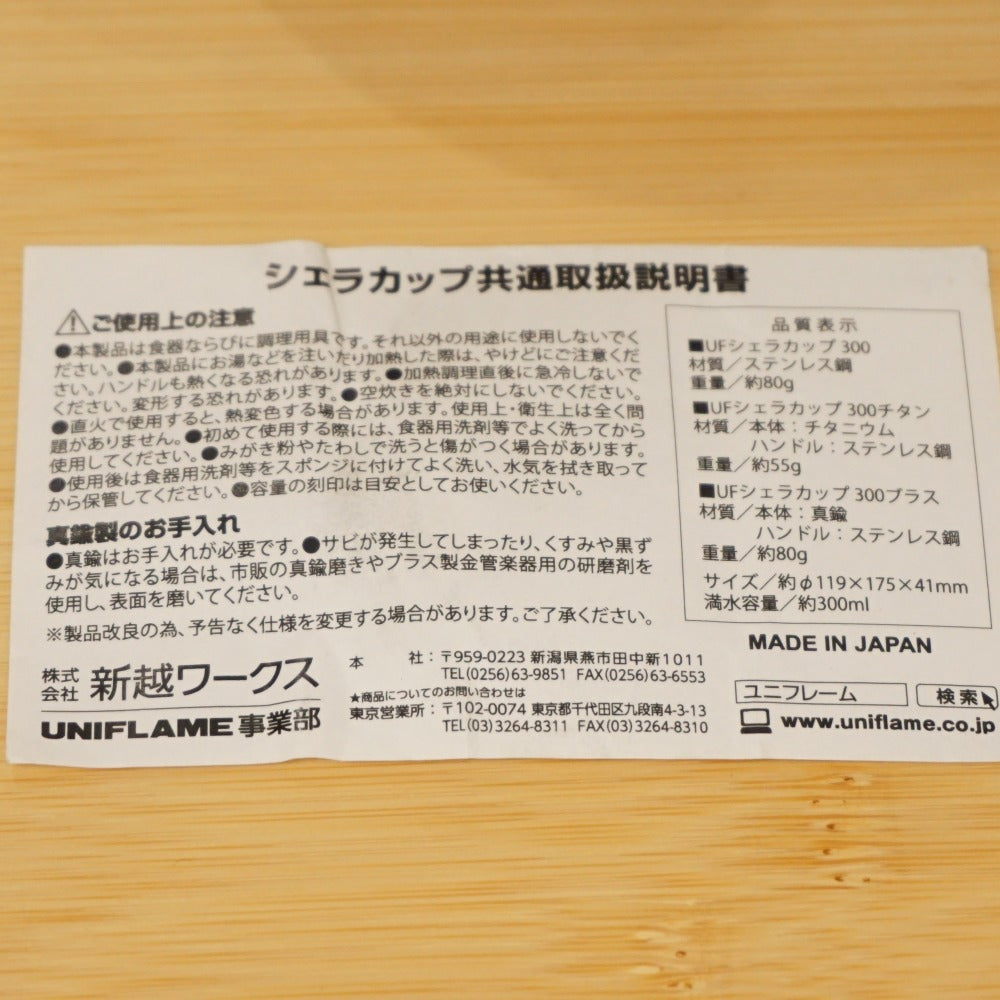 シェラカップ共通取扱説明書
⚠ご使用上の注意
●本製品は食器ならびに調理用具です。それ以外の用途に使用しないでく
ださい。●本製品にお湯などを注いだり加熱した際は、やけどにご注意くだ
さい。ハンドルも熱くなる恐れがあります。●加熱調理直後に急冷しないで
ください。変形する恐れがあります。●空炊きを絶対にしないでください。
●直火で使用すると、熱変色する場合があります。使用上・衛生上は全く問
題がありません。●初めて使用する際には、食器用洗剤等でよく洗ってから
使用してください。●みがき粉やたわしで洗うと傷がつく場合があります。
●使用後は食器用洗剤等をスポンジに付けてよく洗い、水気を拭き取って
から保管してください。●容量の刻印は目安としてお使いください。
真鍮製のお手入れ
●真鍮はお手入れが必要です。●サビが発生してしまったり、くすみや黒ず
みが気になる場合は、市販の真鍮磨きやブラス製金管楽器用の研磨剤を
使用し、表面を磨いてください。
※製品改良の為、予告なく仕様を変更する場合があります。ご了承ください。
品質表示
■UFシェラカップ 300
材質／ステンレス鋼
重量／約80g
■UFシェラカップ 300チタン
材質／本体：チタニウム
ハンドル：ステンレス鋼
重量／約55g
■UFシェラカップ 300ブラス
材質／本体：真鍮
ハンドル：ステンレス鋼
重量／約80g
サイズ／約φ119×175×41mm
満水容量／約300ml
MADE IN JAPAN
株式会社 新越ワークス
UNIFLAME 事業部
本 社：〒959-0223 新潟県燕市田中新1011
TEL(0256)63-9851 FAX(0256)63-6553
★商品についてのお問い合わせは
東京営業所：〒102-0074 東京都千代田区九段南4-3-13
TEL(03)3264-8311 FAX(03)3264-8310
ユニフレーム 検索
www.uniflame.co.jp